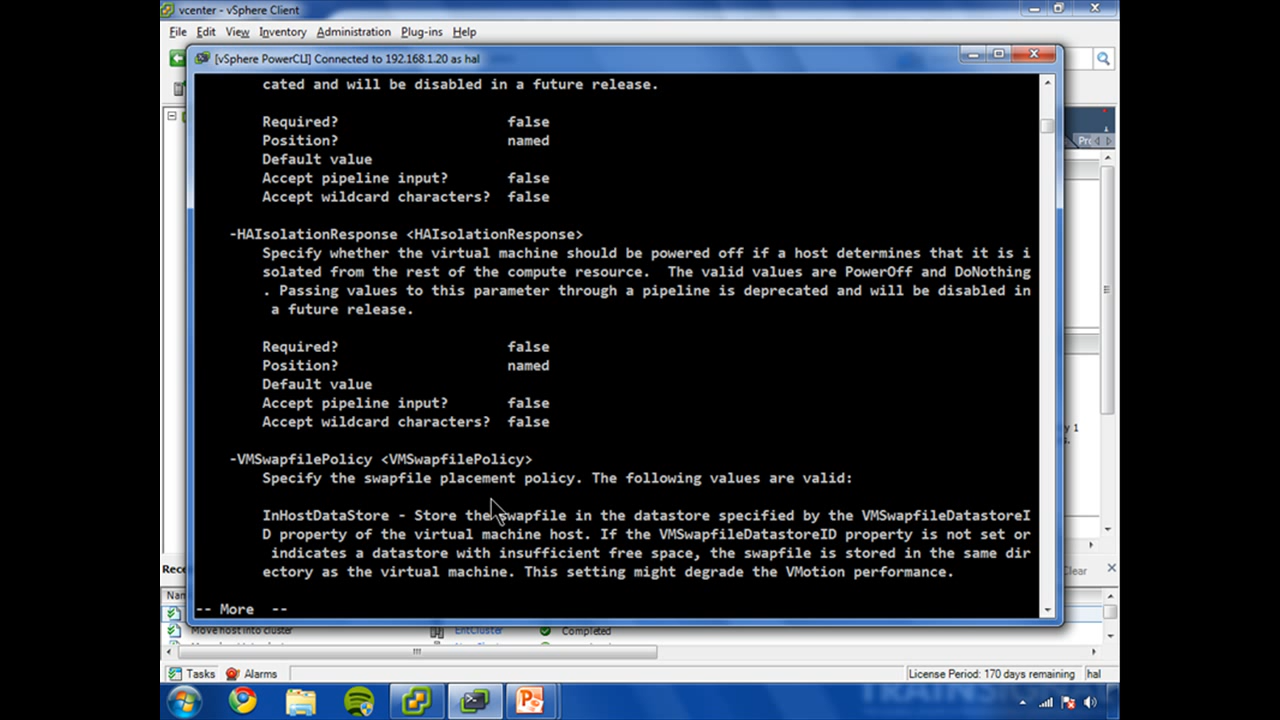 vcenter - vSphere Client
File Edit View Inventory Administration Plug-ins Help
[vSphere PowerCLI] Connected to 192.168.1.20 as hal
cated and will be disabled in a future release.
Required? false
Position? named
Default value
Accept pipeline input? false
Accept wildcard characters? false
-HAIsolationResponse <HAIsolationResponse>
Specify whether the virtual machine should be powered off if a host determines that it is i
solated from the rest of the compute resource.  The valid values are PowerOff and DoNothing
. Passing values to this parameter through a pipeline is deprecated and will be disabled in
a future release.
Required? false
Position? named
Default value
Accept pipeline input? false
Accept wildcard characters? false
-VMSwapfilePolicy <VMSwapfilePolicy>
Specify the swapfile placement policy. The following values are valid:
InHostDataStore - Store the swapfile in the datastore specified by the VMSwapfileDatastoreI
D property of the virtual machine host. If the VMSwapfileDatastoreID property is not set or
indicates a datastore with insufficient free space, the swapfile is stored in the same dir
ectory as the virtual machine. This setting might degrade the VMotion performance.
-- More  --
Pr
y 1
s.
Rece
Clear
Nan
Move host into cluster EntCluster Completed
Tasks Alarms License Period: 170 days remaining hal